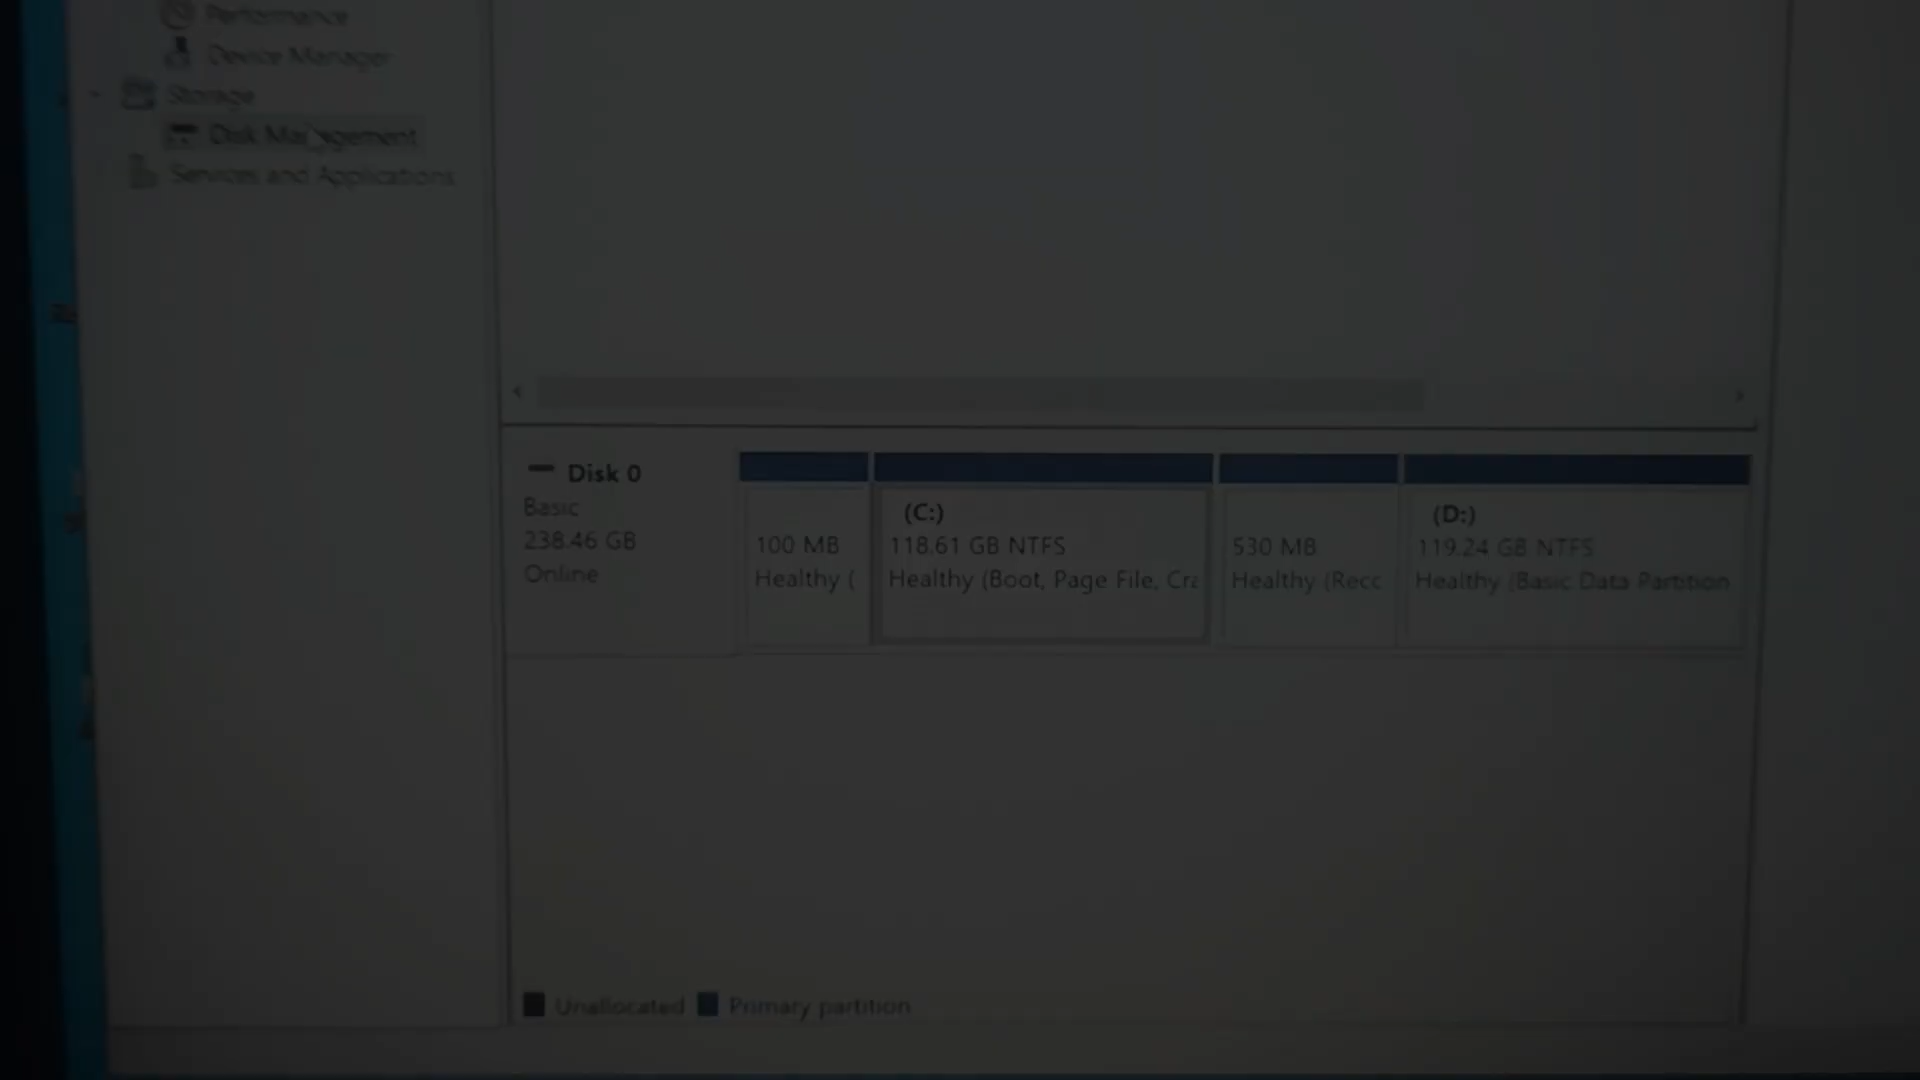 Performance
Device Manager
Storage
Disk Management
Services and Applications
Disk 0
Basic
238.46 GB
Online
100 MB
Healthy (
(C:)
118.61 GB NTFS
Healthy (Boot, Page File, Cra
530 MB
Healthy (Recc
(D:)
119.24 GB NTFS
Healthy (Basic Data Partition
Unallocated
Primary partition